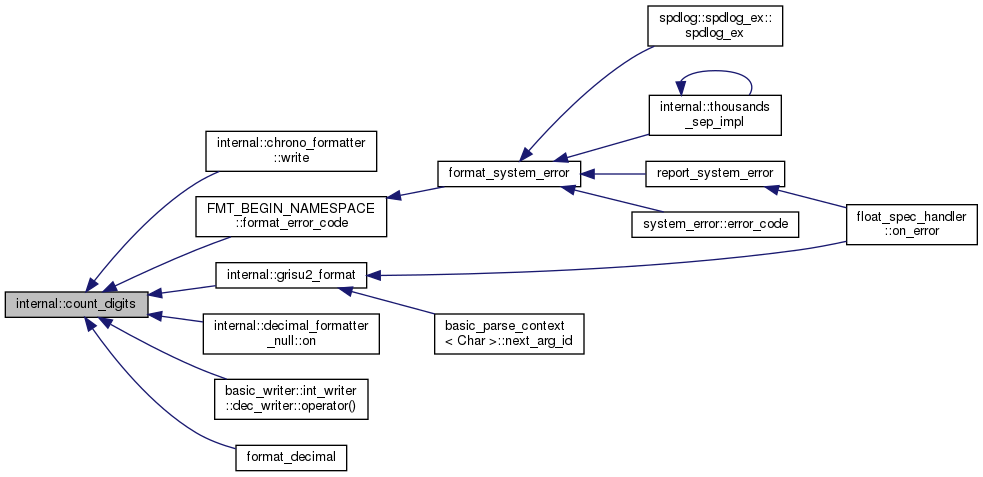 spdlog::spdlog_ex::
spdlog_ex
internal::thousands
_sep_impl
internal::chrono_formatter
::write
format_system_error
report_system_error
FMT_BEGIN_NAMESPACE
::format_error_code
system_error::error_code
float_spec_handler
::on_error
internal::grisu2_format
internal::count_digits
internal::decimal_formatter
_null::on
basic_parse_context
< Char >::next_arg_id
basic_writer::int_writer
::dec_writer::operator()
format_decimal